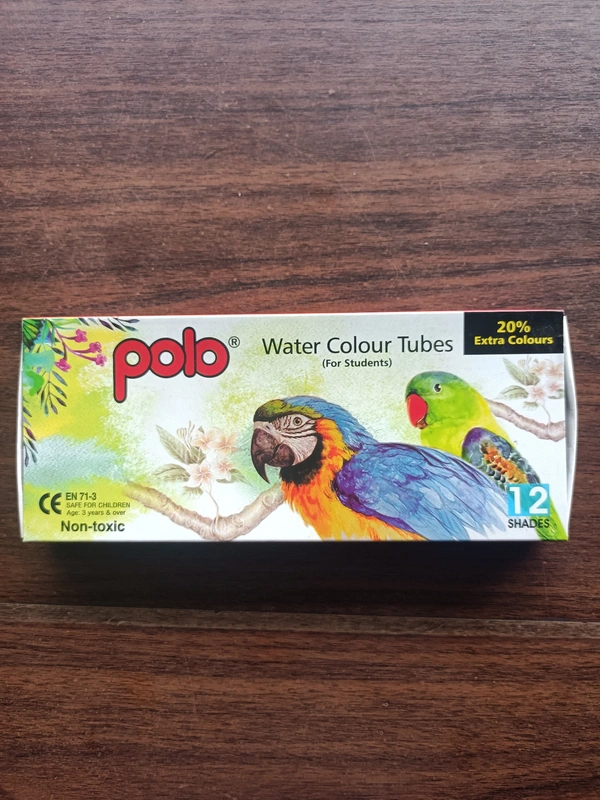 polo®
Water Colour Tubes
(For Students)
20%
Extra Colours
CE
EN 71-3
SAFE FOR CHILDREN
Age: 3 years & over
Non-toxic
12
SHADES